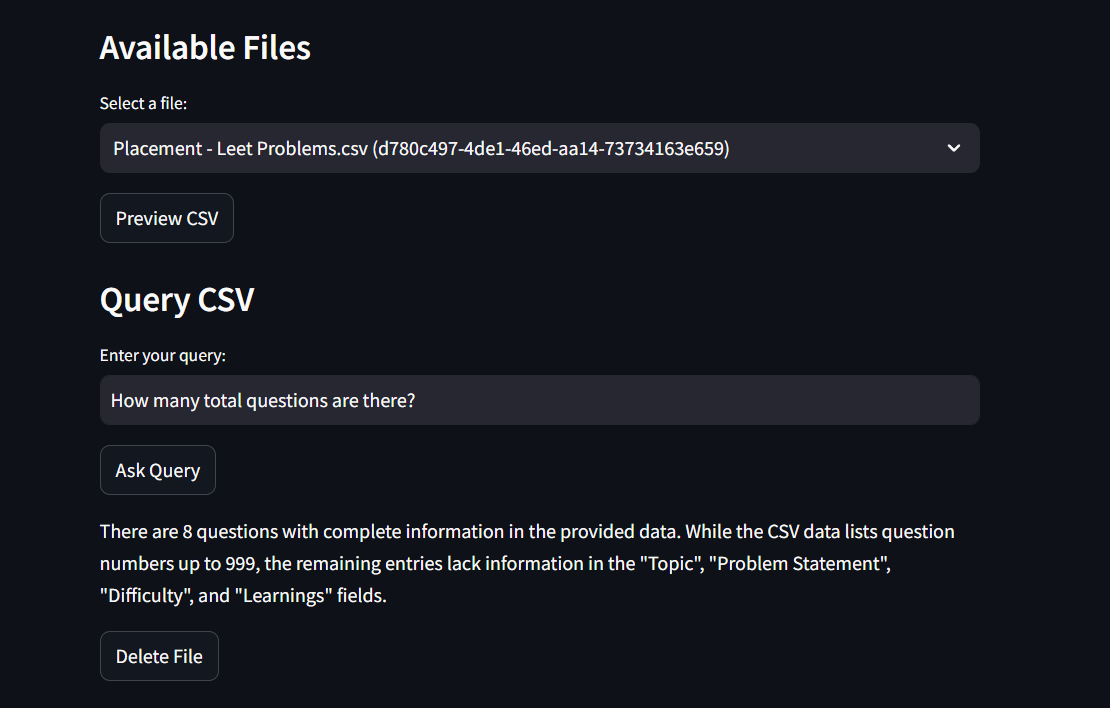 Available Files
Select a file:
Placement - Leet Problems.csv (d780c497-4de1-46ed-aa14-73734163e659)
Preview CSV
Query CSV
Enter your query:
How many total questions are there?
Ask Query
There are 8 questions with complete information in the provided data. While the CSV data lists question
numbers up to 999, the remaining entries lack information in the "Topic", "Problem Statement",
"Difficulty", and "Learnings" fields.
Delete File